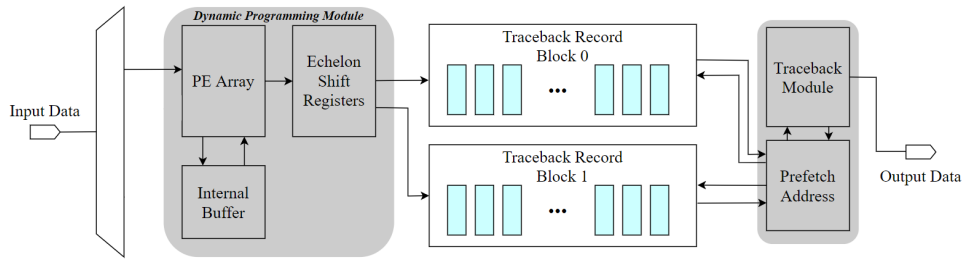 Dynamic Programming Module
Input Data
PE Array
Echelon
Shift
Registers
Internal
Buffer
Traceback Record
Block 0
...
Traceback Record
Block 1
...
Traceback
Module
Prefetch
Address
Output Data